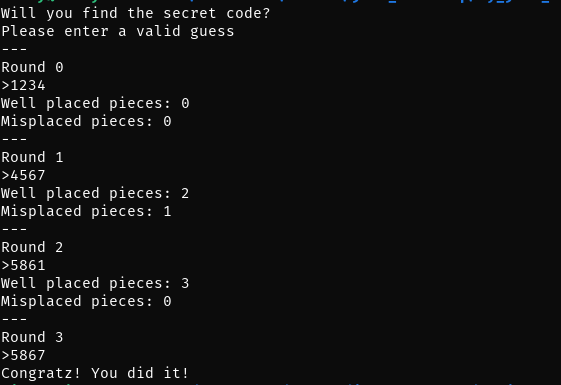 Will you find the secret code?
Please enter a valid guess
---
Round 0
>1234
Well placed pieces: 0
Misplaced pieces: 0
---
Round 1
>4567
Well placed pieces: 2
Misplaced pieces: 1
---
Round 2
>5861
Well placed pieces: 3
Misplaced pieces: 0
---
Round 3
>5867
Congratz! You did it!